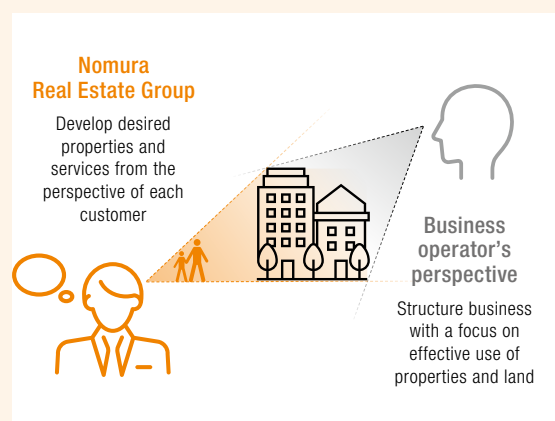 Nomura
Real Estate Group
Develop desired
properties and
services from the
perspective of each
customer
Business
operator's
perspective
Structure business
with a focus on
effective use of
properties and land